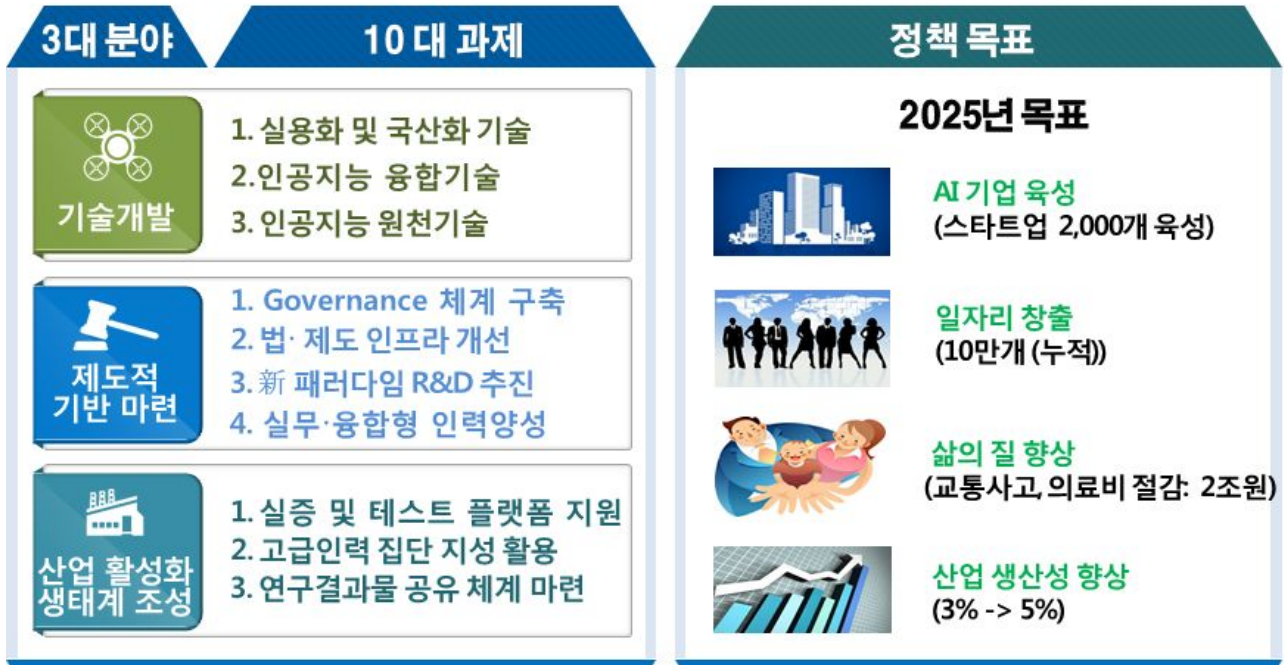 3대 분야
10대 과제
기술개발
1. 실용화 및 국산화 기술
2.인공지능 융합기술
3. 인공지능 원천기술
제도적
기반 마련
1. Governance 체계 구축
2. 법· 제도 인프라 개선
3. 新 패러다임 R&D 추진
4. 실무·융합형 인력양성
산업 활성화
생태계 조성
1. 실증 및 테스트 플랫폼 지원
2. 고급인력 집단 지성 활용
3. 연구결과물 공유 체계 마련
정책 목표
2025년 목표
AI 기업 육성
(스타트업 2,000개 육성)
일자리 창출
(10만개 (누적))
삶의 질 향상
(교통사고, 의료비 절감: 2조원)
산업 생산성 향상
(3% -> 5%)